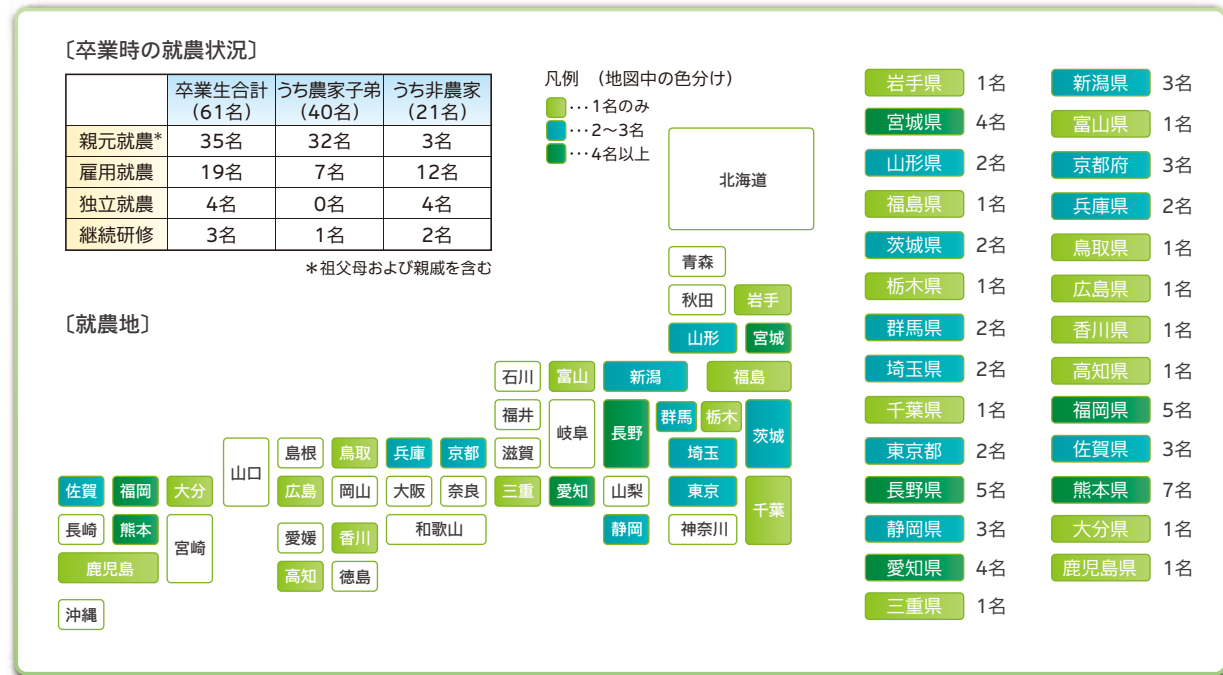 〔卒業時の就農状況〕
卒業生合計 うち農家子弟 うち非農家
(61名) (40名) (21名)
親元就農* 35名 32名 3名
雇用就農 19名 7名 12名
独立就農 4名 0名 4名
継続研修 3名 1名 2名
*祖父母および親戚を含む
凡例 (地図中の色分け)
…1名のみ
…2〜3名
…4名以上
〔就農地〕
北海道
青森
秋田 岩手
山形 宮城
石川 富山 新潟 福島
福井 岐阜 長野 群馬 栃木 茨城
山口 島根 鳥取 兵庫 京都 滋賀 埼玉
佐賀 福岡 大分 広島 岡山 大阪 奈良 三重 愛知 山梨 東京 千葉
長崎 熊本 宮崎 愛媛 香川 和歌山 静岡 神奈川
鹿児島 高知 徳島
沖縄
岩手県 1名
宮城県 4名
山形県 2名
福島県 1名
茨城県 2名
栃木県 1名
群馬県 2名
埼玉県 2名
千葉県 1名
東京都 2名
長野県 5名
静岡県 3名
愛知県 4名
三重県 1名
新潟県 3名
富山県 1名
京都府 3名
兵庫県 2名
鳥取県 1名
広島県 1名
香川県 1名
高知県 1名
福岡県 5名
佐賀県 3名
熊本県 7名
大分県 1名
鹿児島県 1名